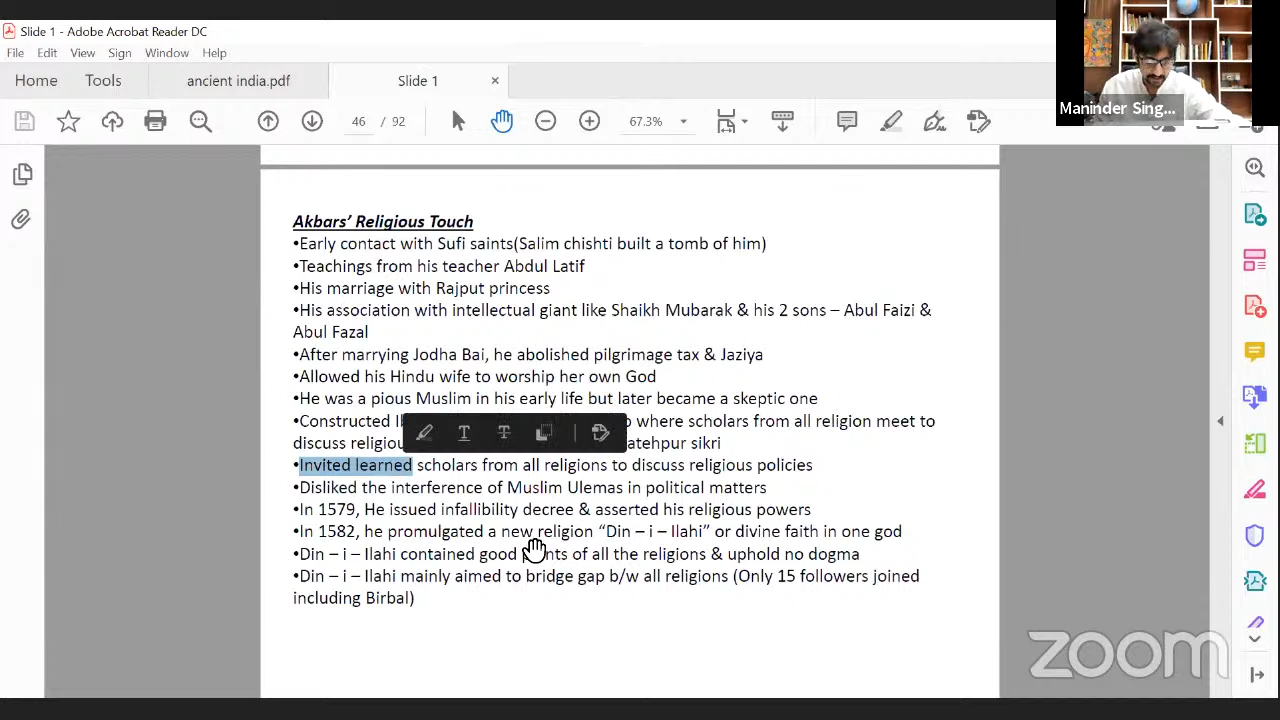 Slide 1 - Adobe Acrobat Reader DC
File Edit View Sign Window Help
Home Tools ancient india.pdf Slide 1 ×
46 / 92 67.3%
Maninder Sing...
Akbars’ Religious Touch
•Early contact with Sufi saints(Salim chishti built a tomb of him)
•Teachings from his teacher Abdul Latif
•His marriage with Rajput princess
•His association with intellectual giant like Shaikh Mubarak & his 2 sons – Abul Faizi &
Abul Fazal
•After marrying Jodha Bai, he abolished pilgrimage tax & Jaziya
•Allowed his Hindu wife to worship her own God
•He was a pious Muslim in his early life but later became a skeptic one
•Constructed where scholars from all religion meet to
discuss sikri
•Invited learned scholars from all religions to discuss religious policies
•Disliked the interference of Muslim Ulemas in political matters
•In 1579, He issued infallibility decree & asserted his religious powers
•In 1582, he promulgated a new religion “Din – i – Ilahi” or divine faith in one god
•Din – i – Ilahi contained good points of all the religions & uphold no dogma
•Din – i – Ilahi mainly aimed to bridge gap b/w all religions (Only 15 followers joined
including Birbal)
zoom